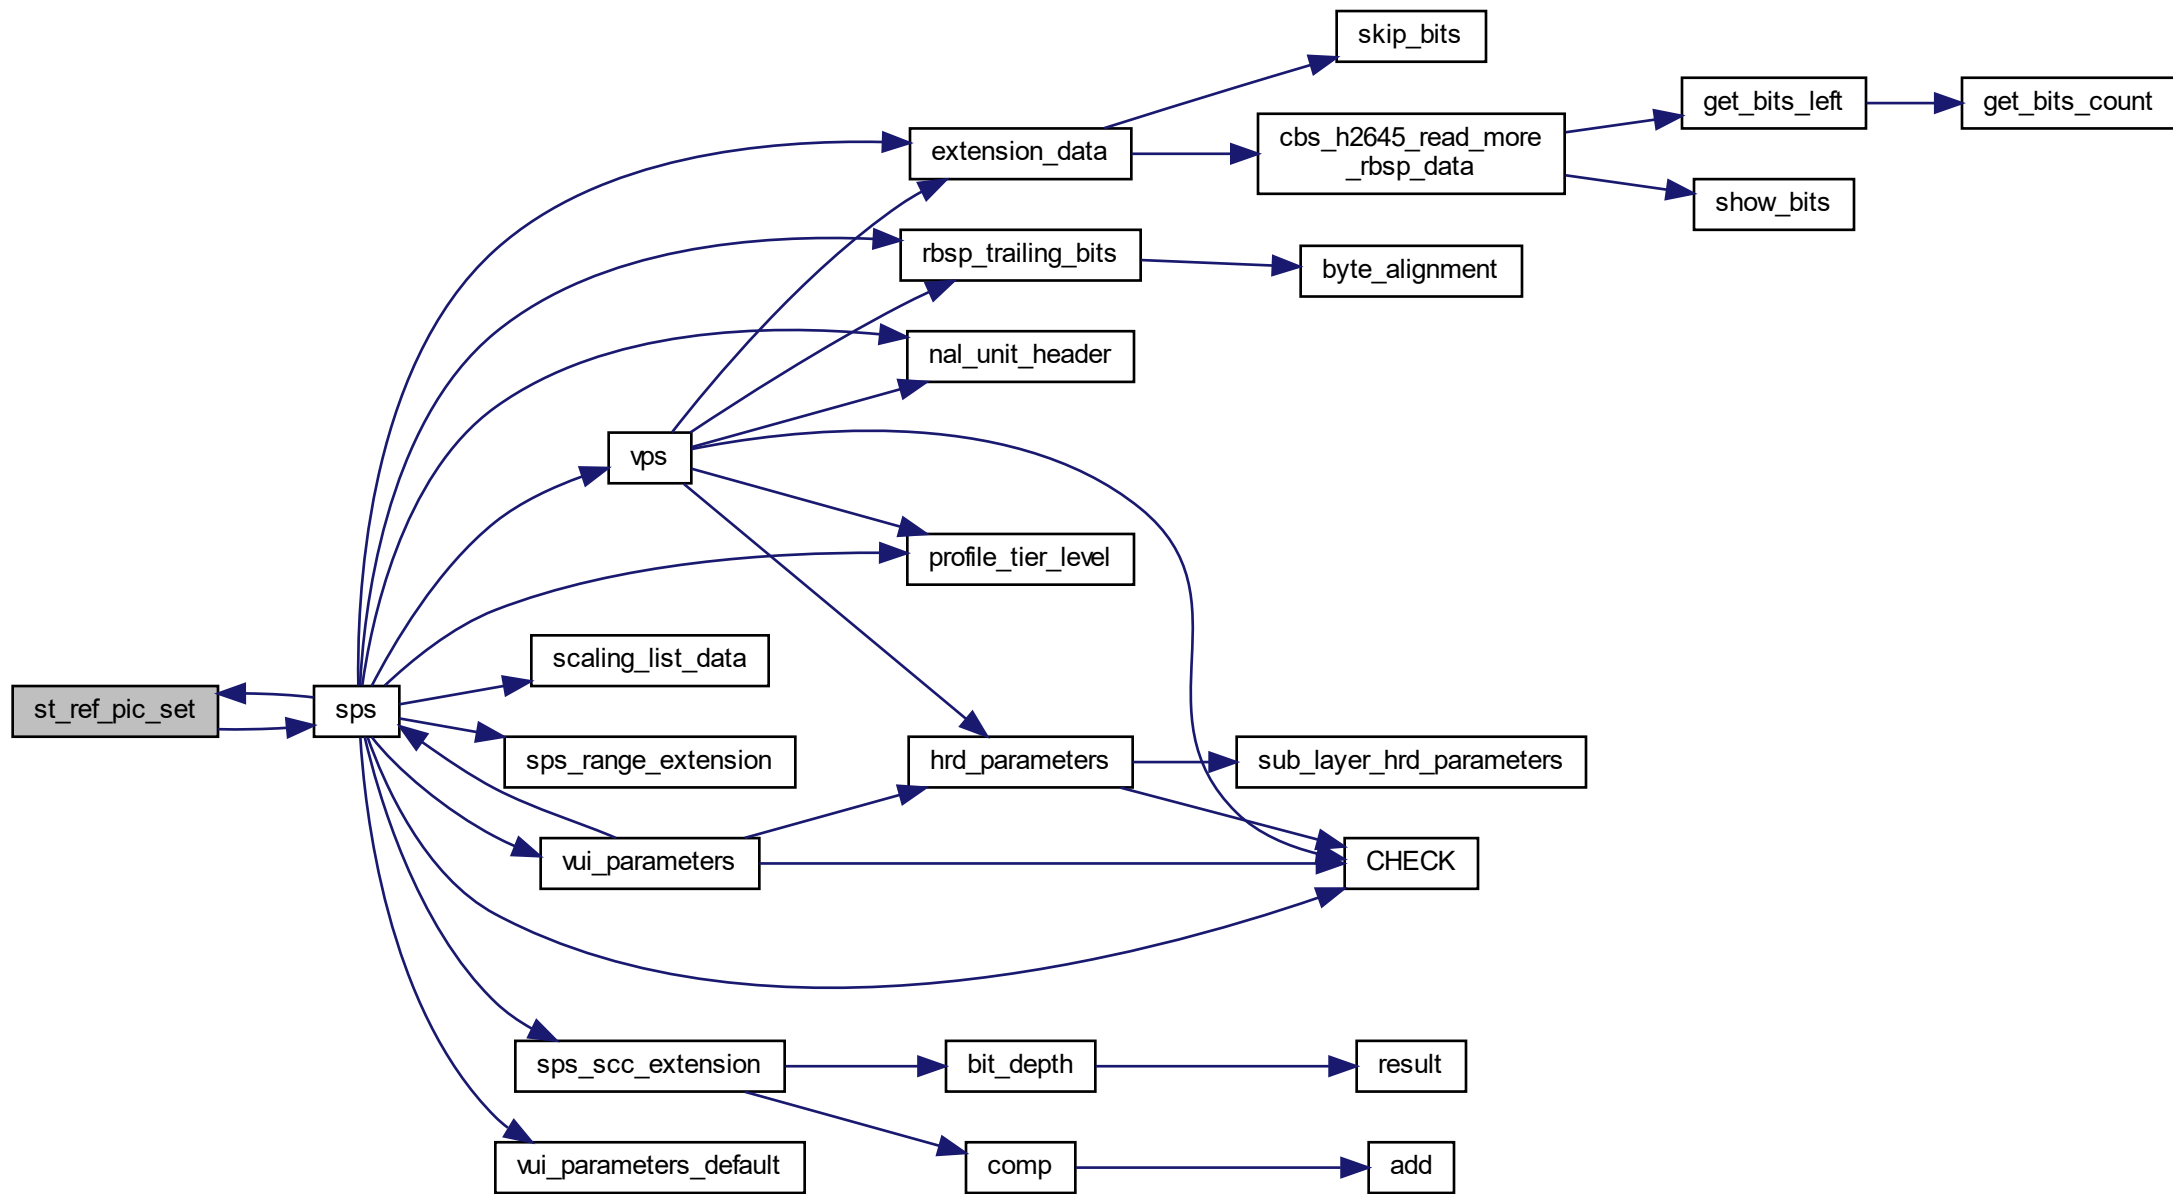 skip_bits
get_bits_left
get_bits_count
cbs_h2645_read_more
_rbsp_data
extension_data
show_bits
rbsp_trailing_bits
byte_alignment
nal_unit_header
vps
profile_tier_level
scaling_list_data
st_ref_pic_set
sps
sps_range_extension
hrd_parameters
sub_layer_hrd_parameters
vui_parameters
CHECK
sps_scc_extension
bit_depth
result
vui_parameters_default
comp
add